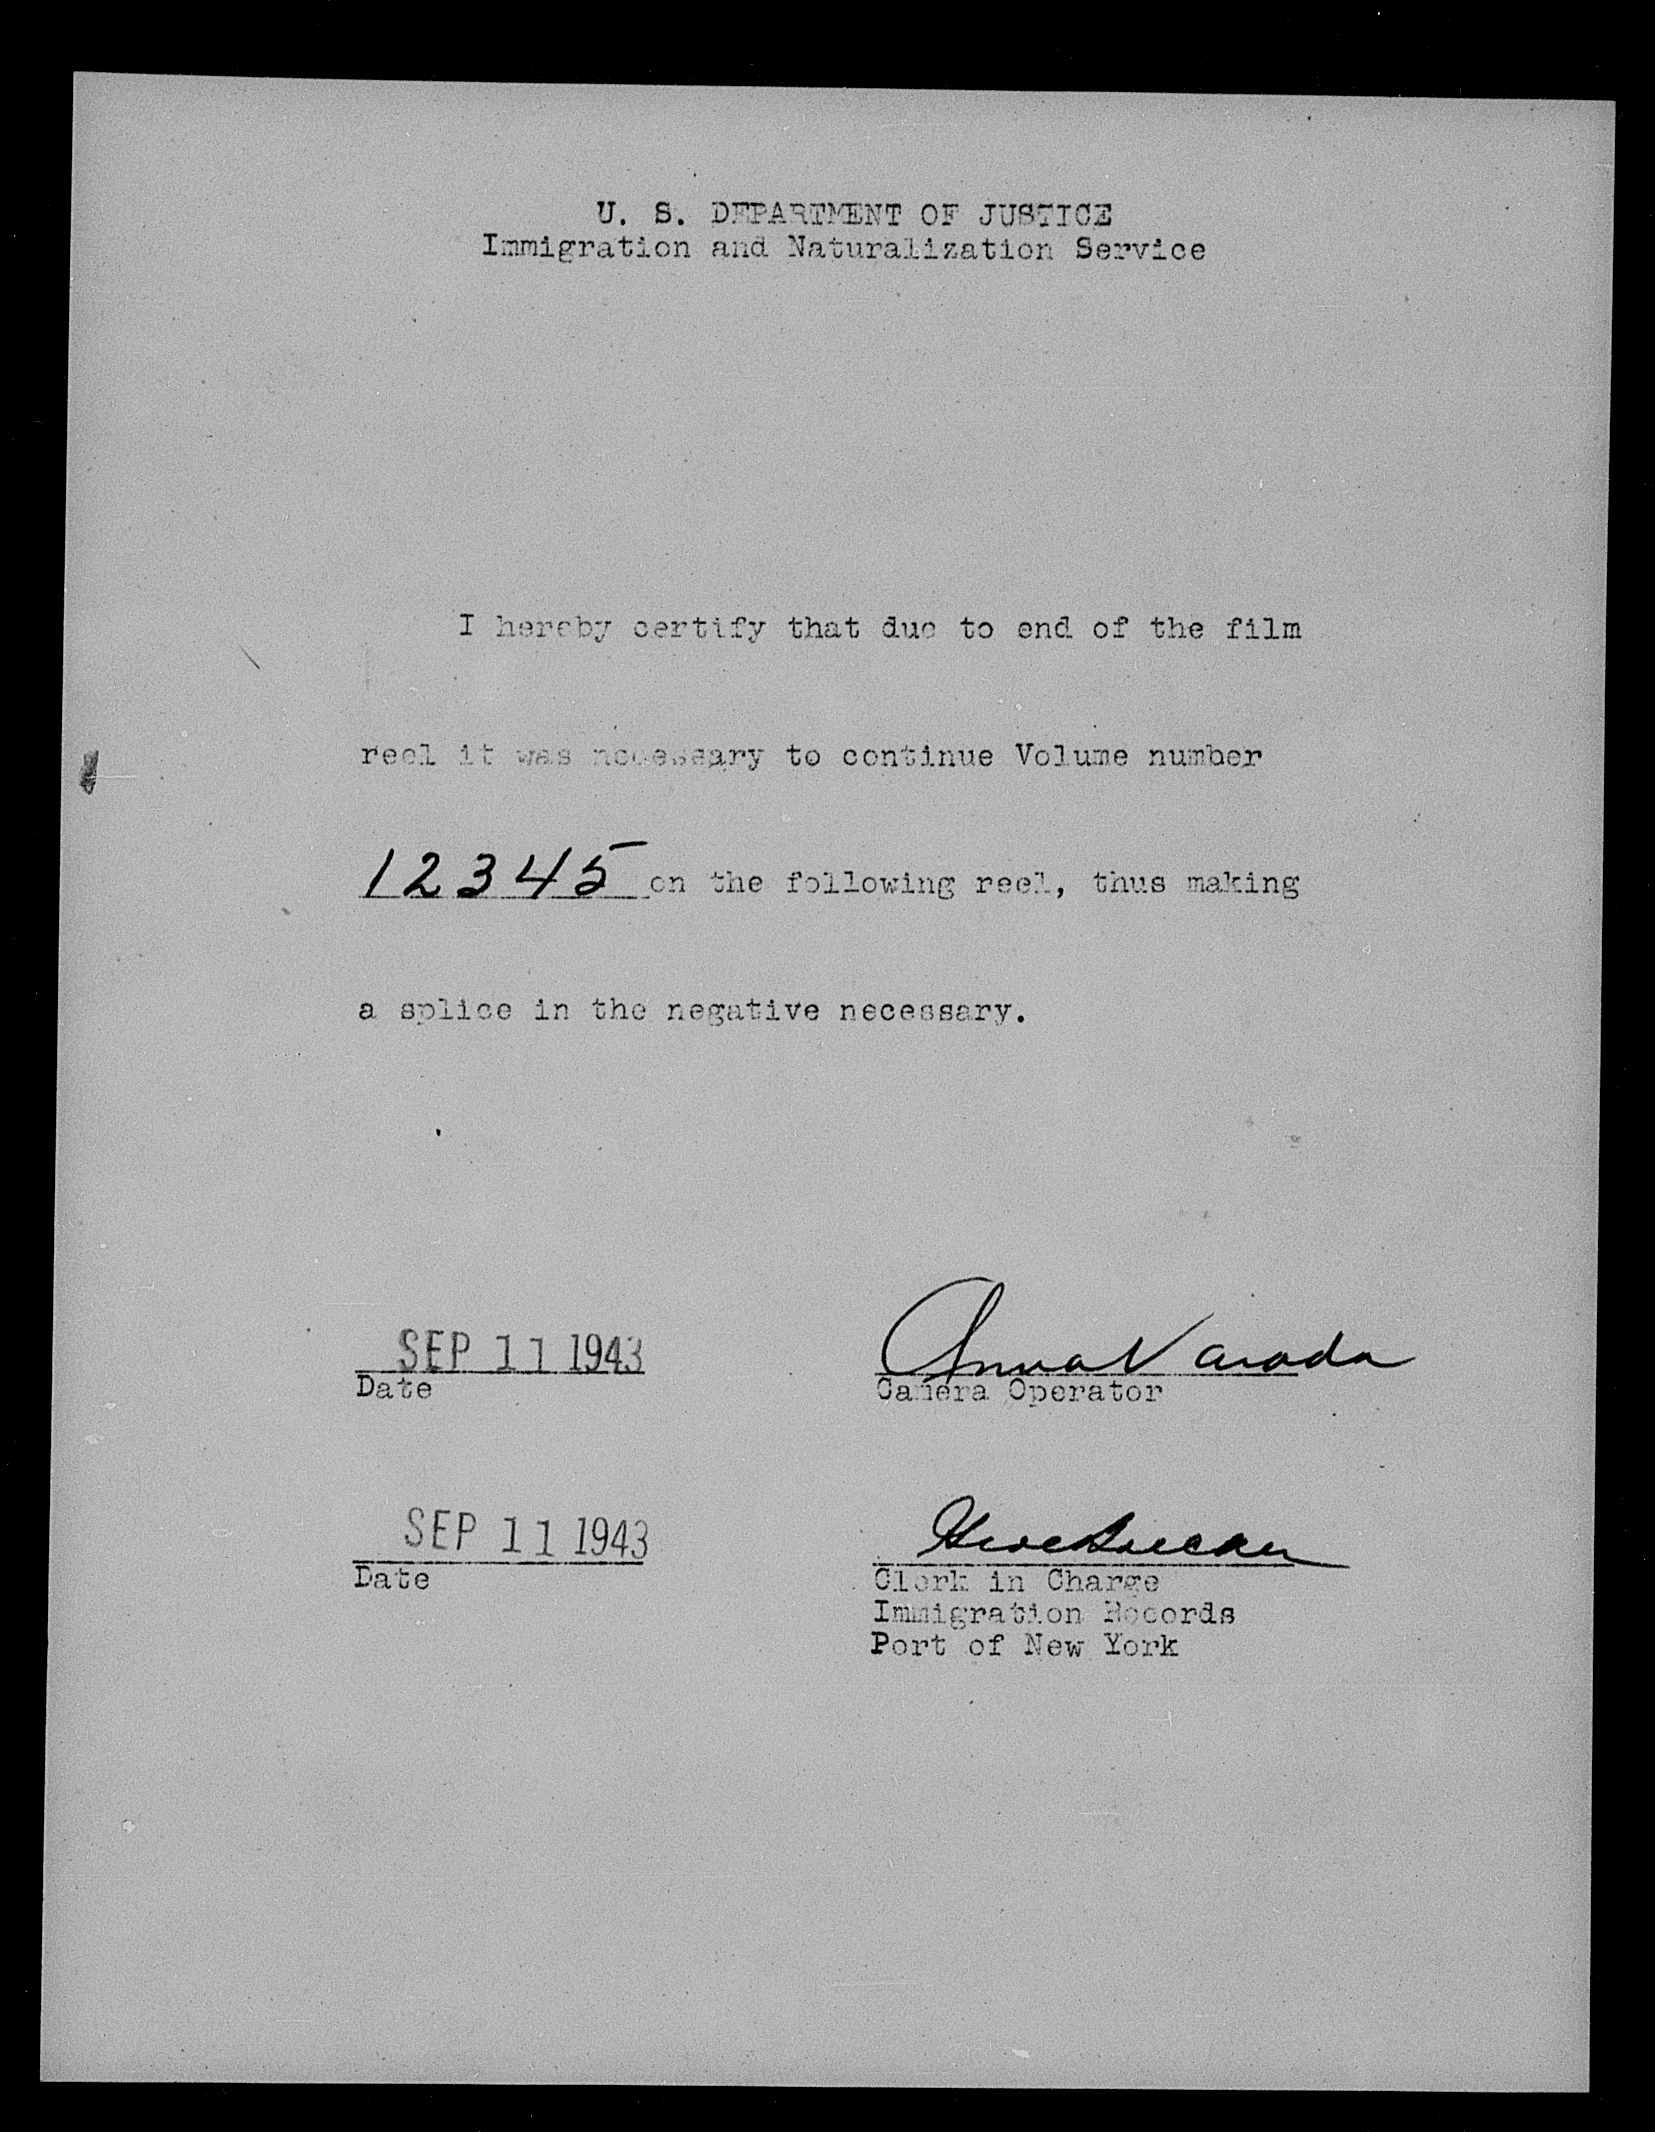 U. S. DEPARTMENT OF JUSTICE
Immigration and Naturalization Service
I hereby certify that due to end of the film
reel it was necessary to continue Volume number
12345 on the following reel, thus making
a splice in the negative necessary.
SEP 11 1943
Date
Anna Varada
Camera Operator
SEP 11 1943
Date
Clerk in Charge
Immigration Records
Port of New York